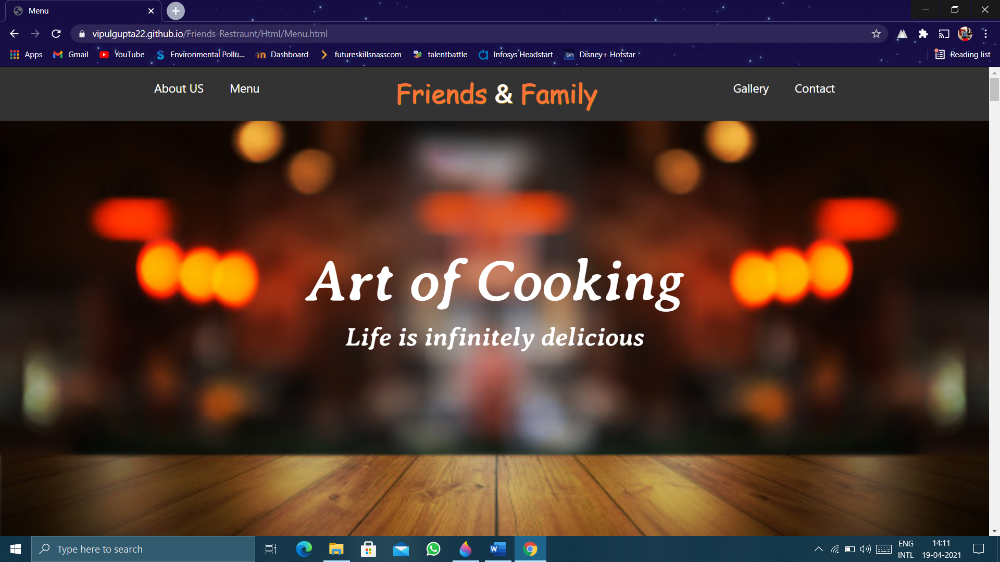 Menu
vipulgupta22.github.io/Friends-Restraunt/Html/Menu.html
Apps Gmail YouTube Environmental Pollu... Dashboard futureskillsnasscom talentbattle Infosys Headstart Disney+ Hotstar Reading list
About US Menu Friends & Family Gallery Contact
Art of Cooking
Life is infinitely delicious
Type here to search
ENG 14:11
INTL 19-04-2021